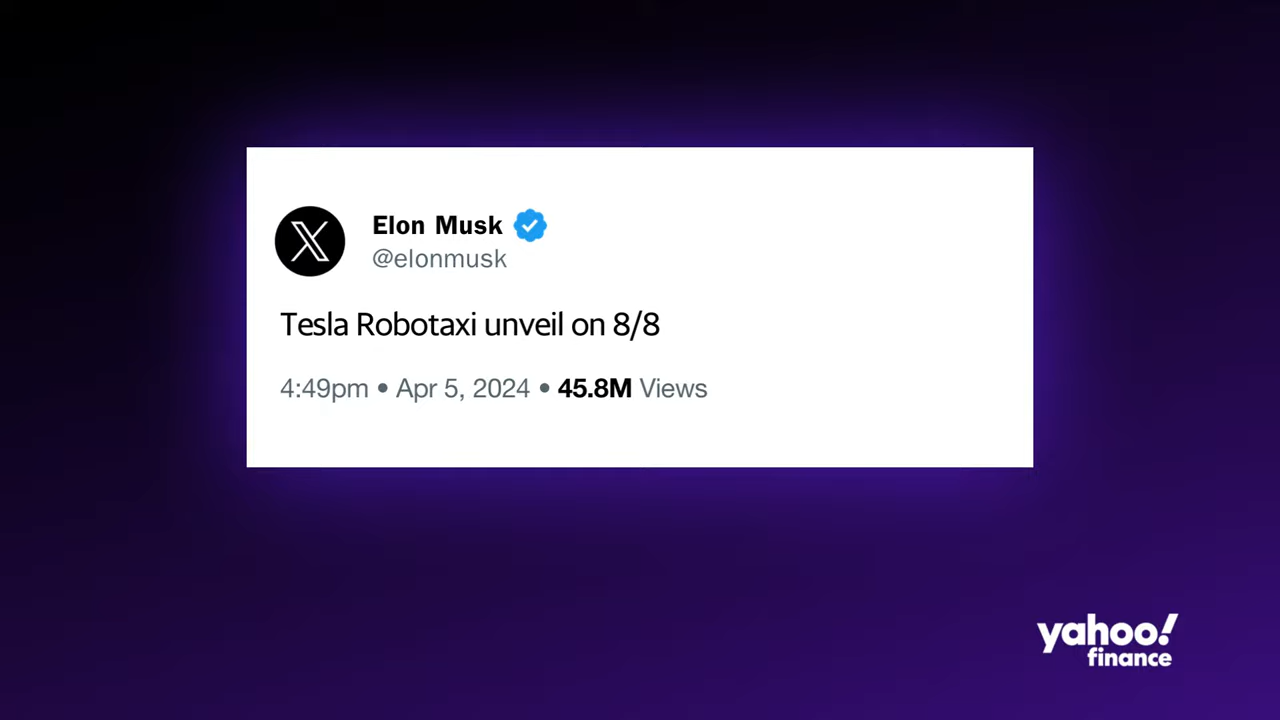 Elon Musk
@elonmusk
Tesla Robotaxi unveil on 8/8
4:49pm • Apr 5, 2024 • 45.8M Views
yahoo!
finance